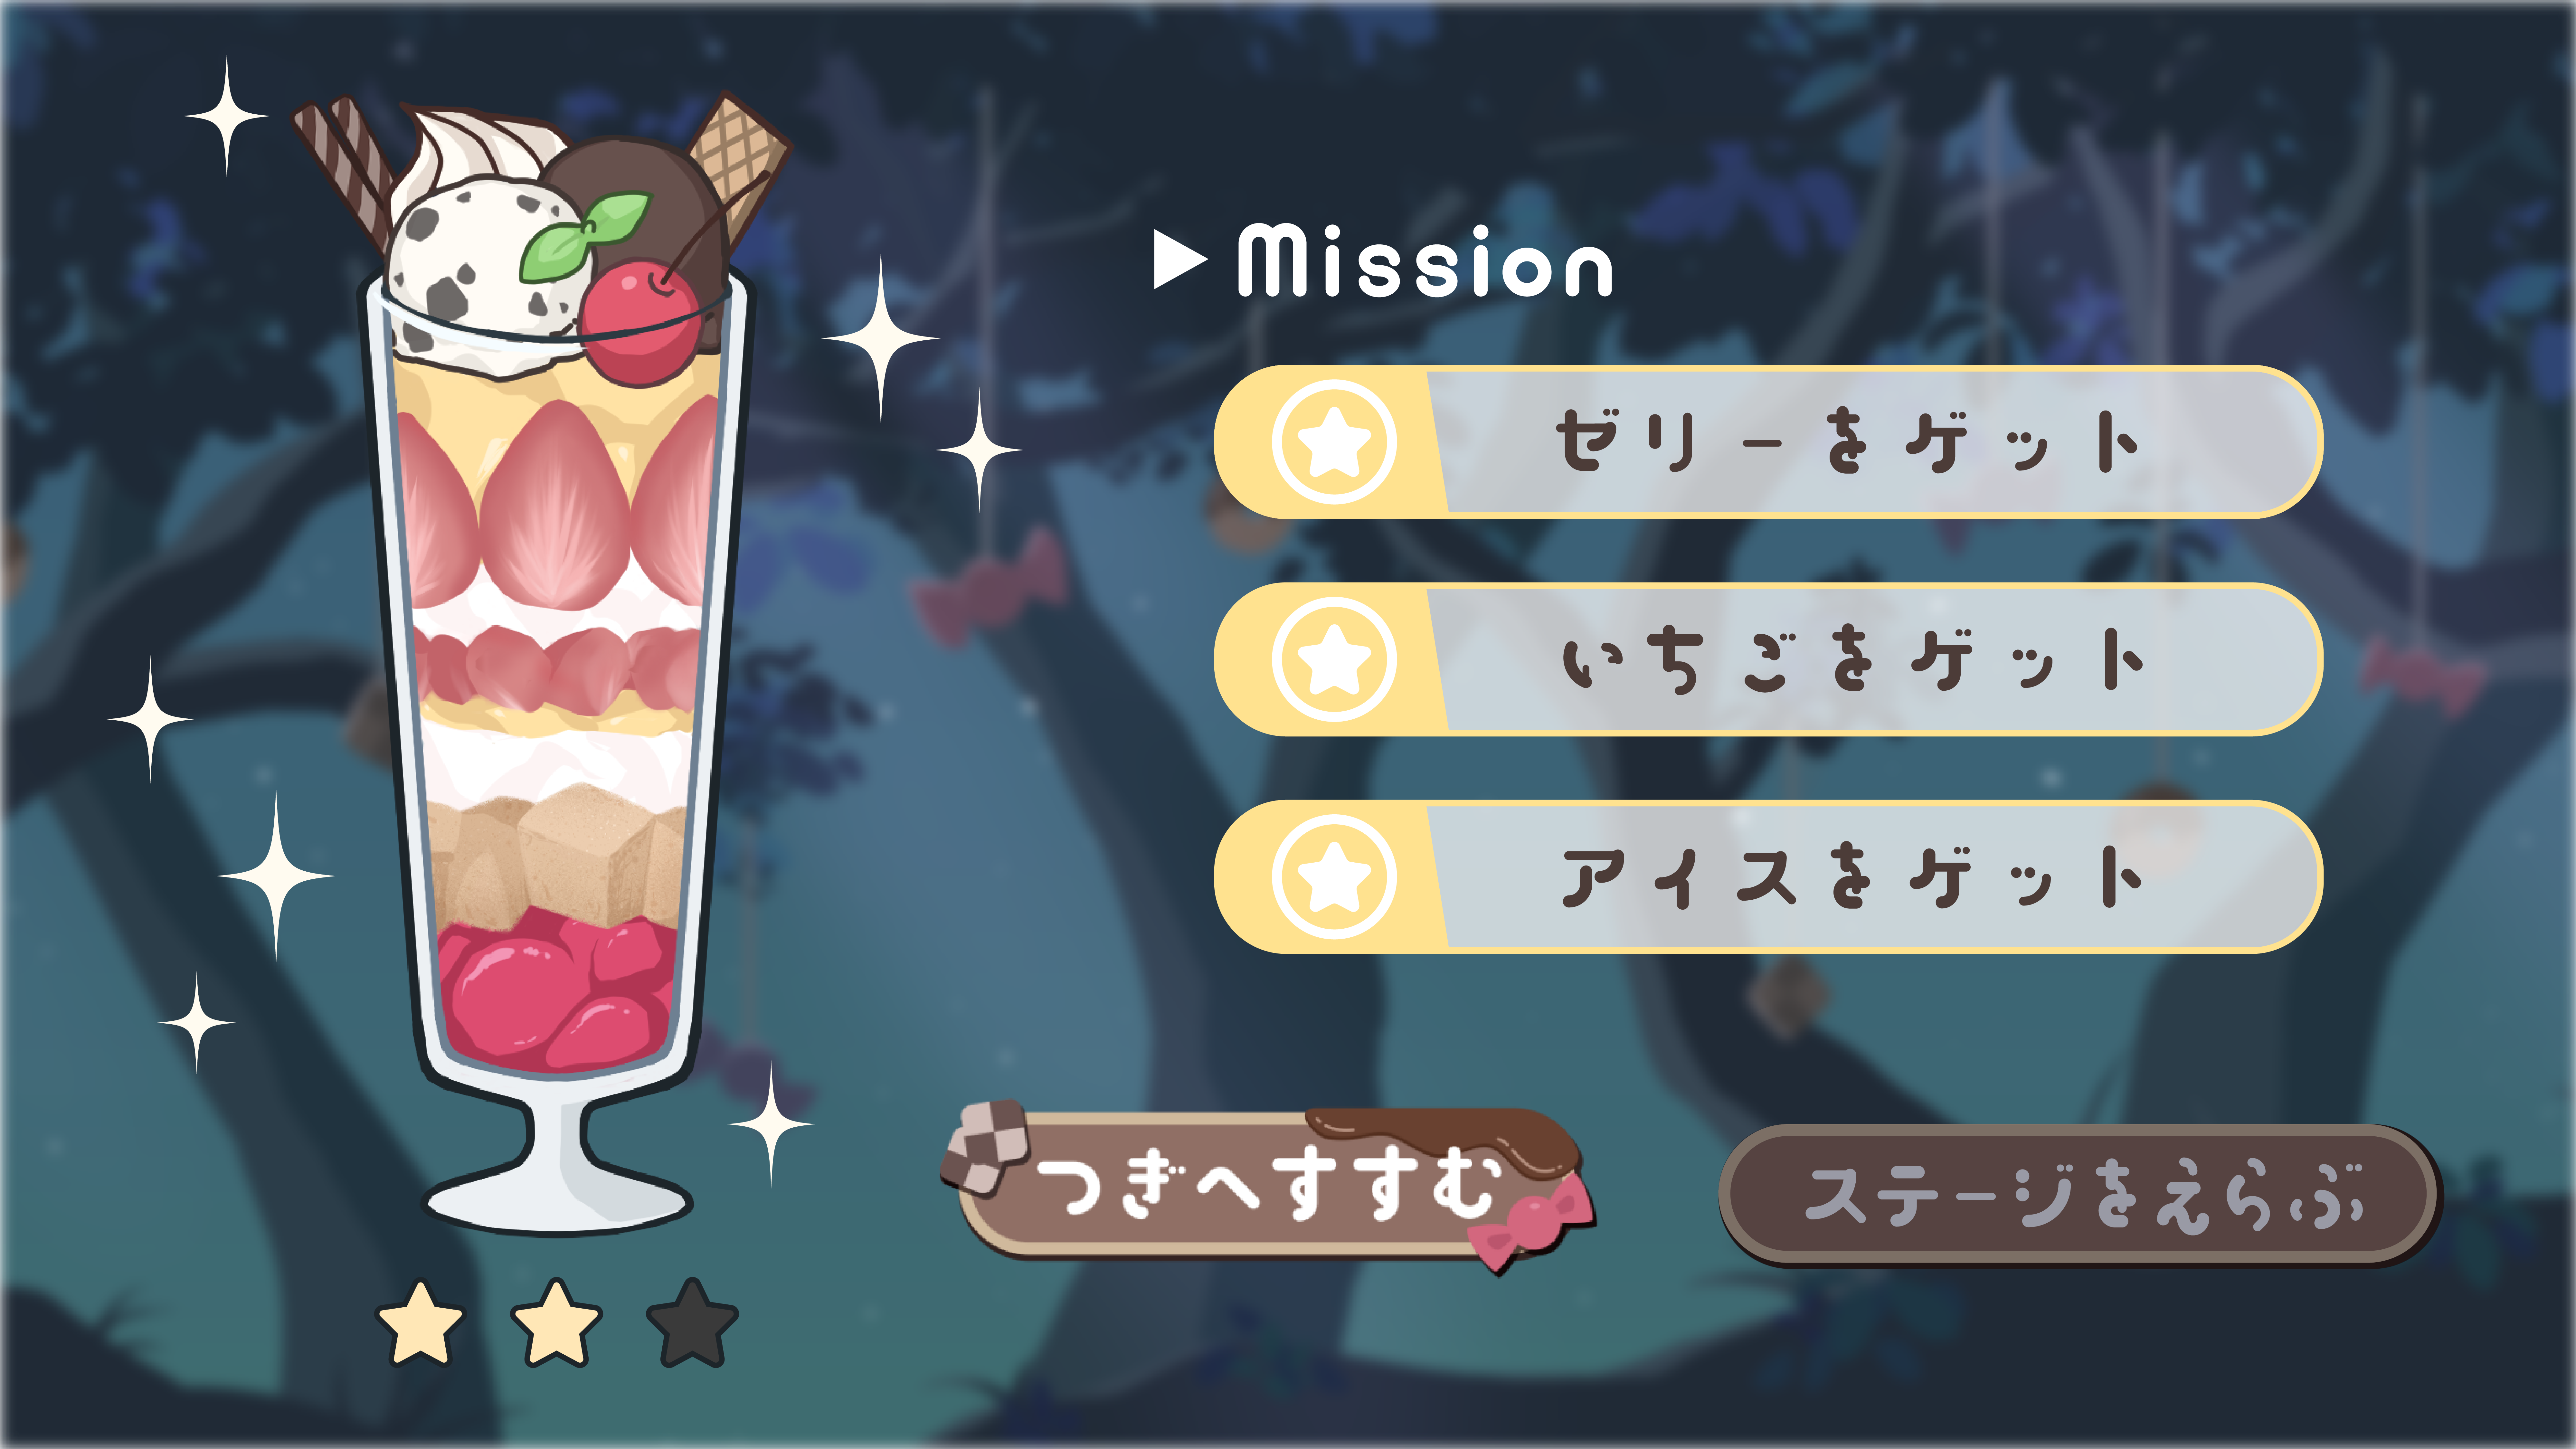 Mission
ゼリーをゲット
いちごをゲット
アイスをゲット
つぎへすすむ
ステージをえらぶ